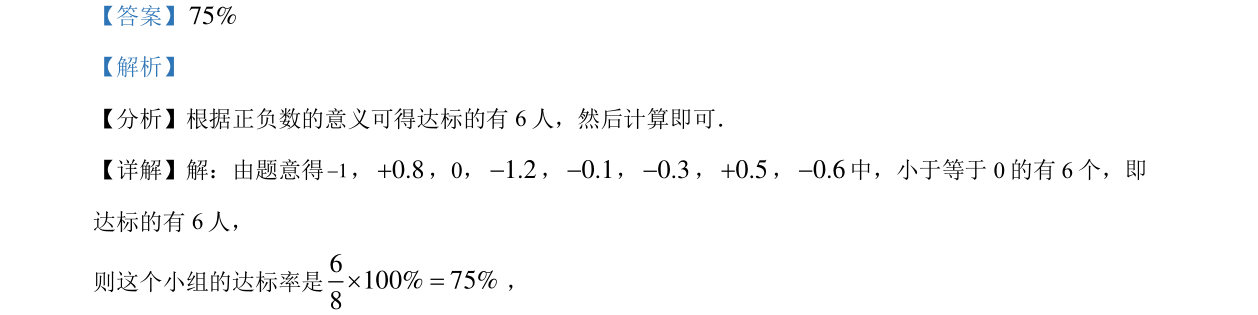 【答案】75%
【解析】
【分析】根据正负数的意义可得达标的有 6 人，然后计算即可．
【详解】解：由题意得−1，+0.8，0，−1.2，−0.1，−0.3，+0.5，−0.6中，小于等于 0 的有 6 个，即
达标的有 6 人，
则这个小组的达标率是6/8×100%=75%，